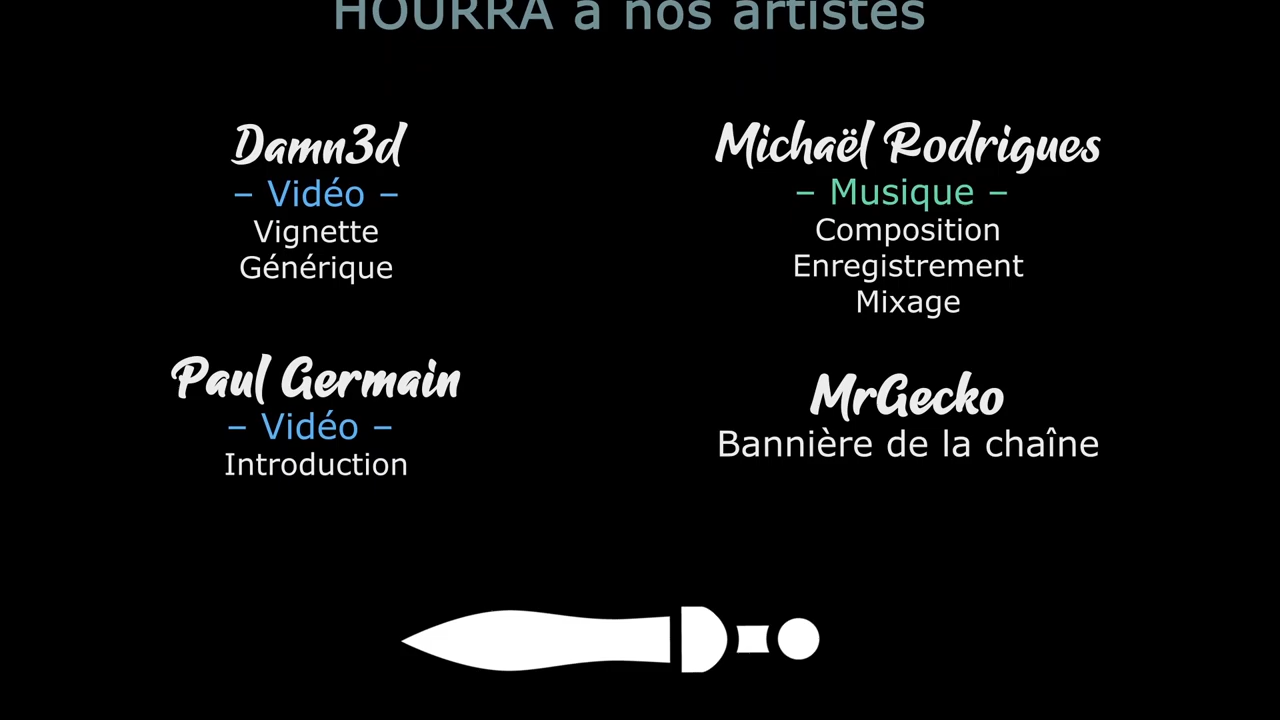 HOURRA à nos artistes
Damn3d
– Vidéo –
Vignette
Générique
Michaël Rodrigues
– Musique –
Composition
Enregistrement
Mixage
Paul Germain
– Vidéo –
Introduction
MrGecko
Bannière de la chaîne